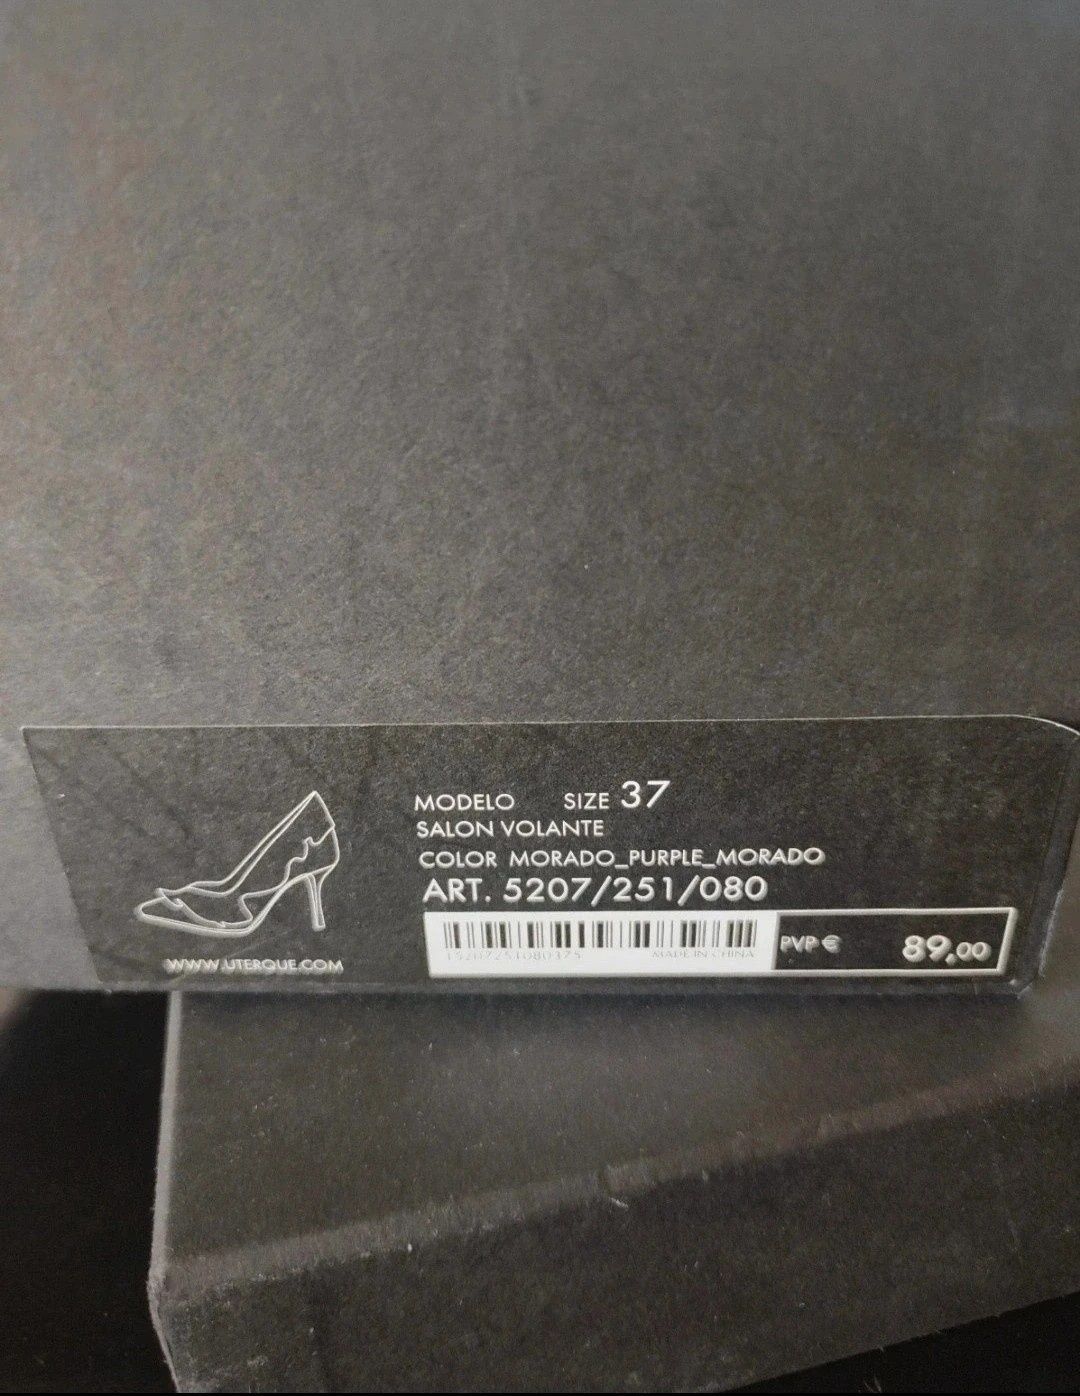 MODELO SIZE 37
SALON VOLANTE
COLOR MORADO_PURPLE_MORADO
ART. 5207/251/080
15207251080375 MADE IN CHINA
PVP € 89,00
WWW.UTERQUE.COM